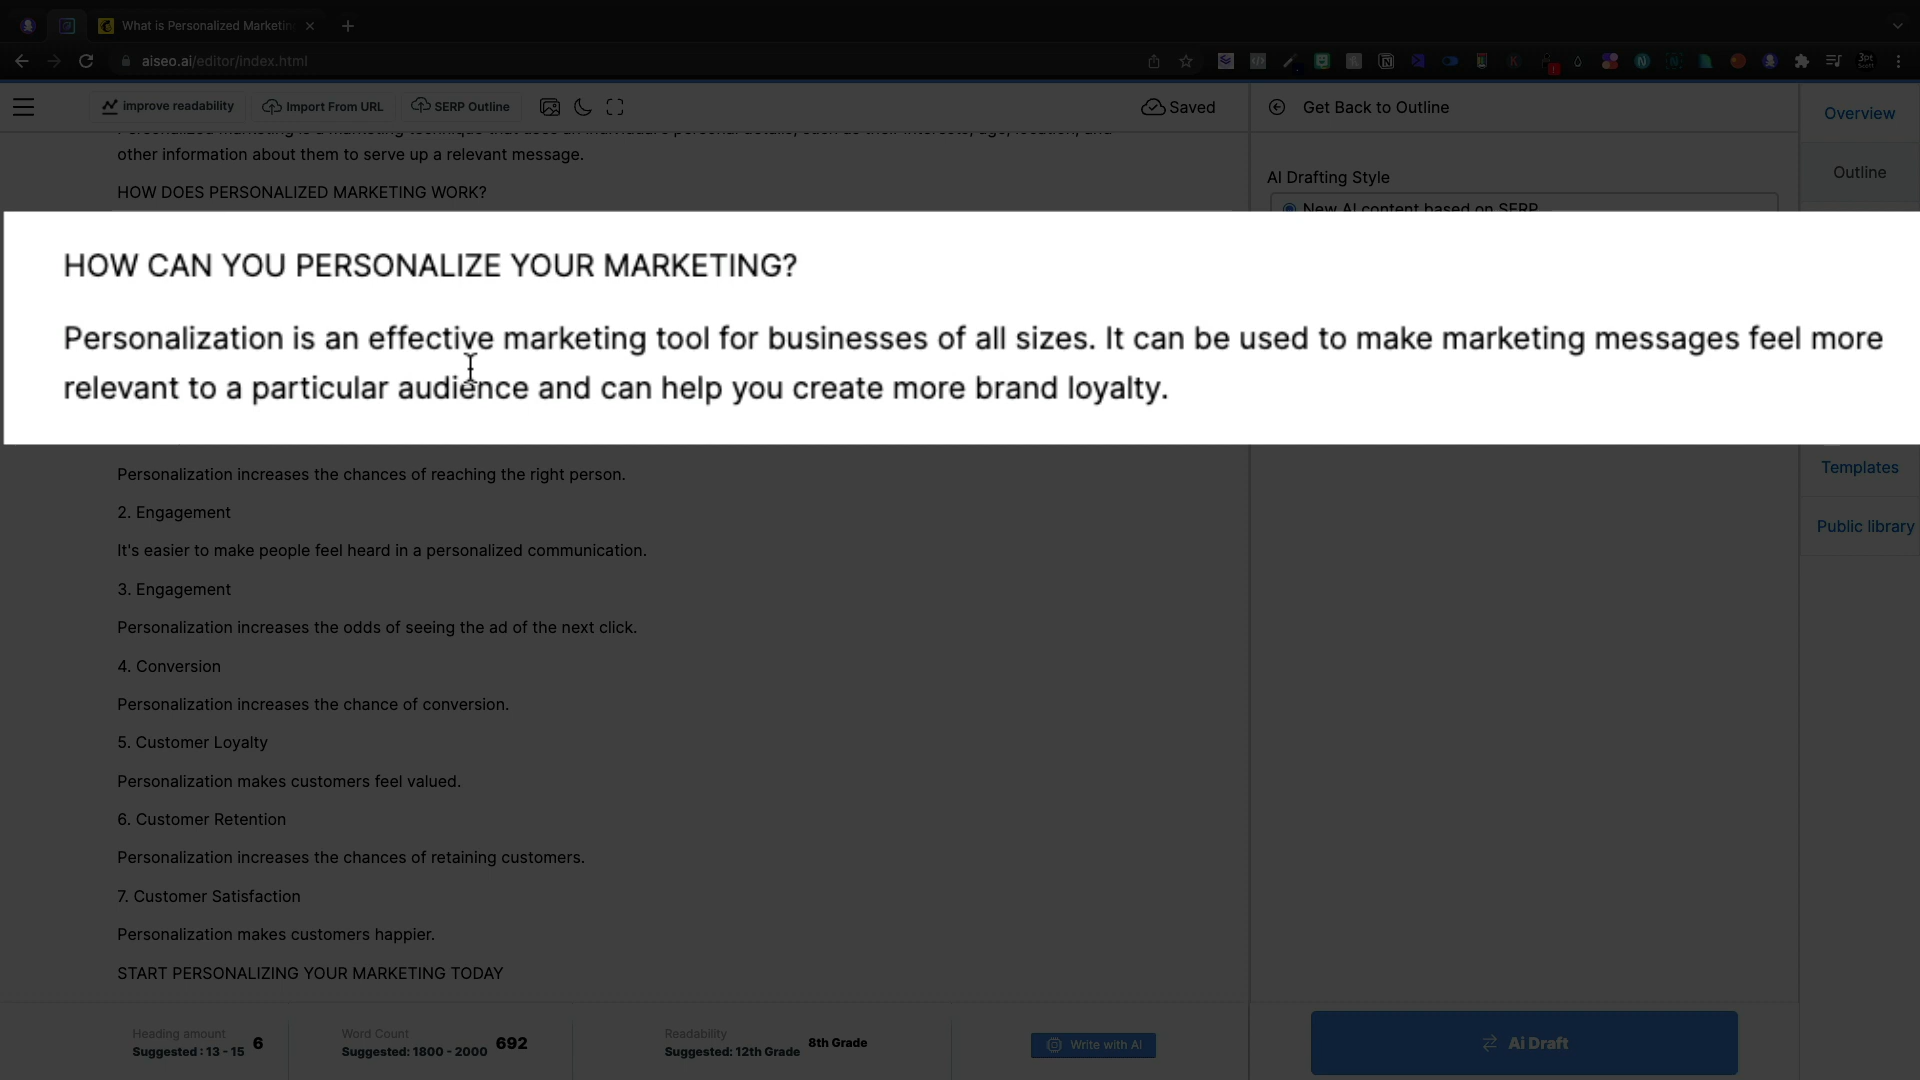 What is Personalized Marketin
aiseo.ai/editor/index.html
improve readability
Import From URL
SERP Outline
Saved
Get Back to Outline
Overview
other information about them to serve up a relevant message.
HOW DOES PERSONALIZED MARKETING WORK?
AI Drafting Style
Outline
New AI content based on SERP
HOW CAN YOU PERSONALIZE YOUR MARKETING?
Personalization is an effective marketing tool for businesses of all sizes. It can be used to make marketing messages feel more
relevant to a particular audience and can help you create more brand loyalty.
Personalization increases the chances of reaching the right person.
Templates
2. Engagement
Public library
It's easier to make people feel heard in a personalized communication.
3. Engagement
Personalization increases the odds of seeing the ad of the next click.
4. Conversion
Personalization increases the chance of conversion.
5. Customer Loyalty
Personalization makes customers feel valued.
6. Customer Retention
Personalization increases the chances of retaining customers.
7. Customer Satisfaction
Personalization makes customers happier.
START PERSONALIZING YOUR MARKETING TODAY
Heading amount
Suggested : 13 - 15 6
Word Count
Suggested: 1800 - 2000 692
Readability
Suggested: 12th Grade 8th Grade
Write with AI
Ai Draft